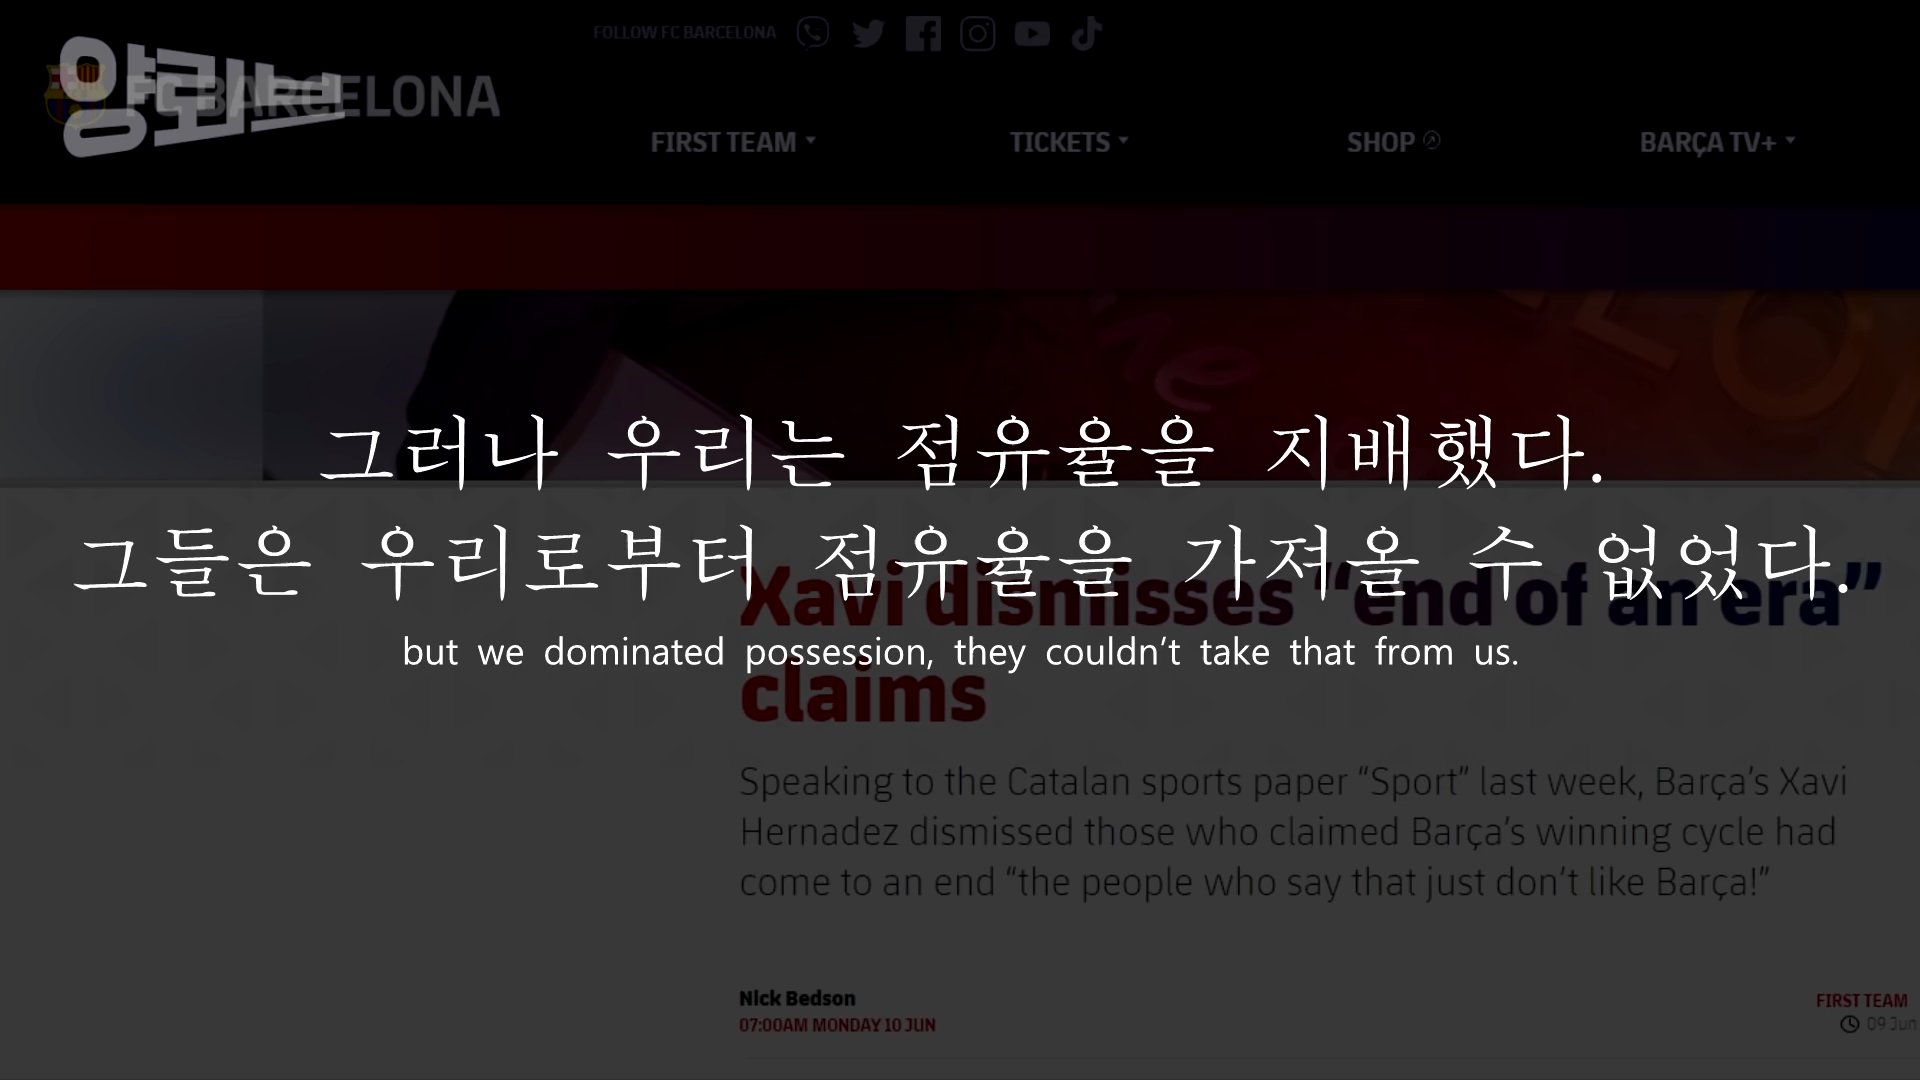 FOLLOW FC BARCELONA
양코브
FC BARCELONA
FIRST TEAM
TICKETS
SHOP
BARÇA TV+
그러나 우리는 점유율을 지배했다.
그들은 우리로부터 점유율을 가져올 수 없었다.
but we dominated possession, they couldn’t take that from us.
Xavi dismisses “end of an era”
claims
Speaking to the Catalan sports paper “Sport” last week, Barça’s Xavi
Hernadez dismissed those who claimed Barça’s winning cycle had
come to an end “the people who say that just don’t like Barça!”
Nick Bedson
07:00AM MONDAY 10 JUN
FIRST TEAM
09 Jun